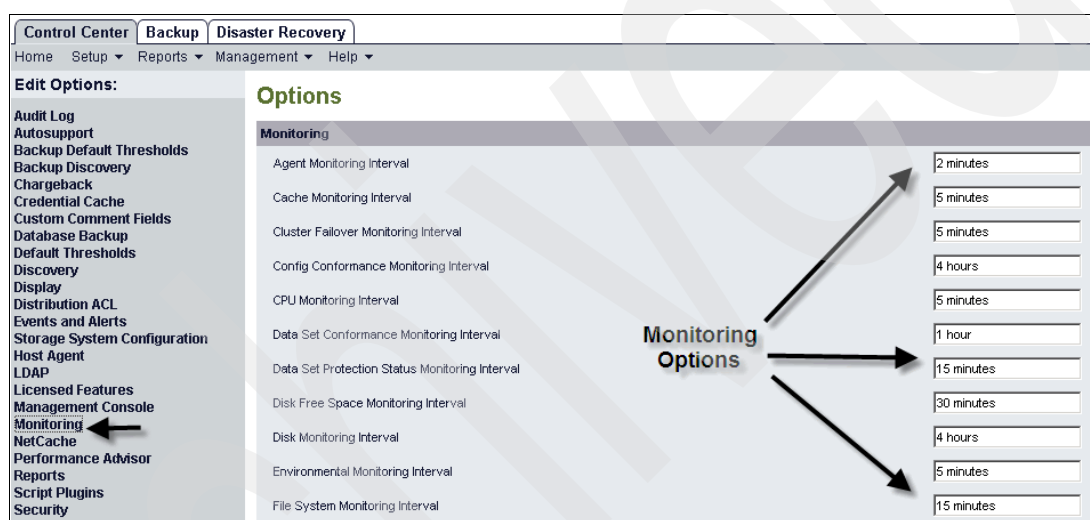 Control Center Backup Disaster Recovery
Home Setup Reports Management Help
Edit Options:
Audit Log
Autosupport
Backup Default Thresholds
Backup Discovery
Chargeback
Credential Cache
Custom Comment Fields
Database Backup
Default Thresholds
Discovery
Display
Distribution ACL
Events and Alerts
Storage System Configuration
Host Agent
LDAP
Licensed Features
Management Console
Monitoring
NetCache
Performance Advisor
Reports
Script Plugins
Security
Options
Monitoring
Agent Monitoring Interval 2 minutes
Cache Monitoring Interval 5 minutes
Cluster Failover Monitoring Interval 5 minutes
Config Conformance Monitoring Interval 4 hours
CPU Monitoring Interval 5 minutes
Data Set Conformance Monitoring Interval 1 hour
Data Set Protection Status Monitoring Interval 15 minutes
Disk Free Space Monitoring Interval 30 minutes
Disk Monitoring Interval 4 hours
Environmental Monitoring Interval 5 minutes
File System Monitoring Interval 15 minutes
Monitoring
Options